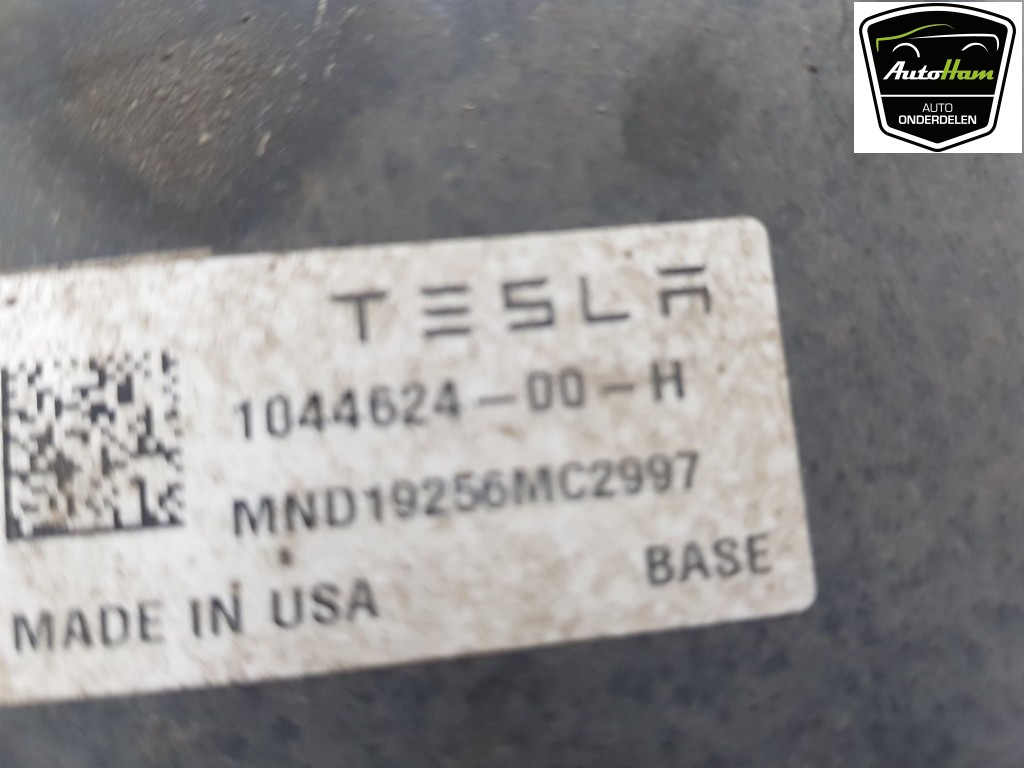 AutoHam
AUTO
ONDERDELEN
TESLA
1044624-00-H
MND19256MC2997
BASE
MADE IN USA